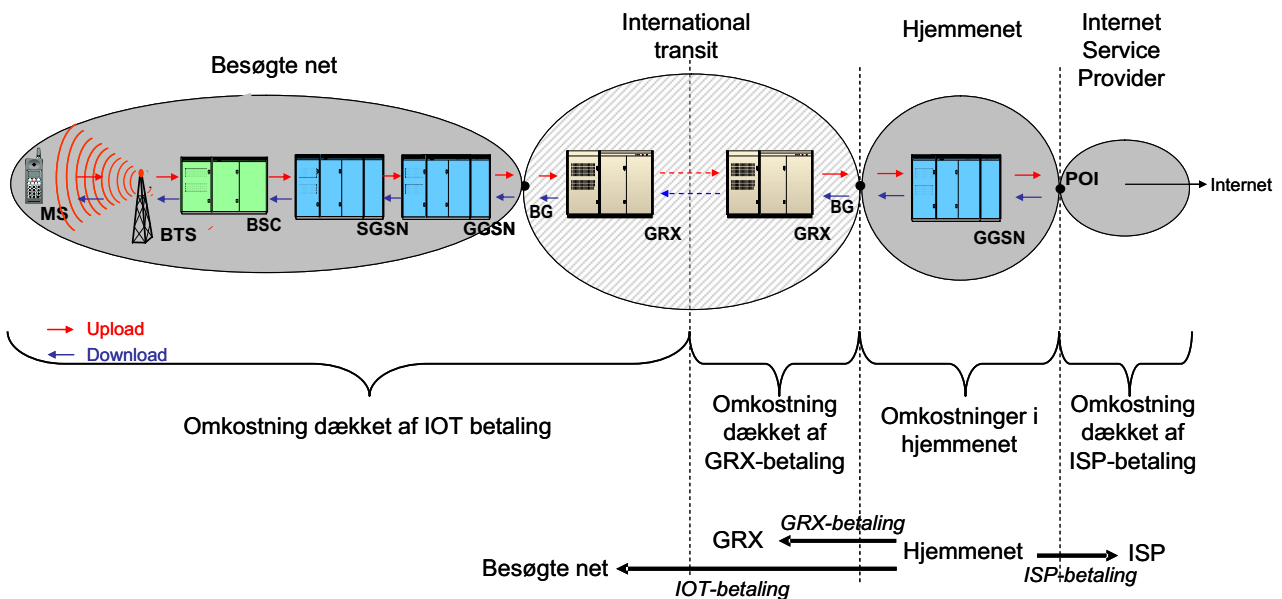 International
transit
Hjemmenet
Internet
Service
Provider
Besøgte net
MS
BTS
BSC
SGSN
GGSN
BG
GRX
GRX
BG
GGSN
POI
Internet
Upload
Download
Omkostning dækket af IOT betaling
Omkostning
dækket af
GRX-betaling
Omkostninger i
hjemmenet
Omkostning
dækket af
ISP-betaling
GRX-betaling
GRX
Hjemmenet
ISP
Besøgte net
IOT-betaling
ISP-betaling